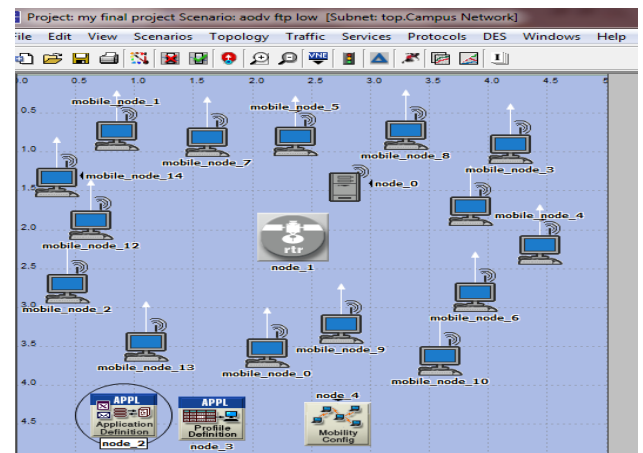 Project: my final project Scenario: aodv ftp low [Subnet: top.Campus Network]
File Edit View Scenarios Topology Traffic Services Protocols DES Windows Help
0.0 0.5 1.0 1.5 2.0 2.5 3.0 3.5 4.0 4.5 5
mobile_node_1
mobile_node_5
0.5
1.0
mobile_node_7
mobile_node_8
mobile_node_3
mobile_node_14
node_0
1.5
mobile_node_4
2.0
mobile_node_12
rtr
node_1
2.5
3.0
mobile_node_2
mobile_node_6
3.5
mobile_node_9
mobile_node_13
mobile_node_0
mobile_node_10
4.0
node_4
APPL
Application
Definition
node_2
APPL
Profile
Definition
node_3
Mobility
Config
4.5